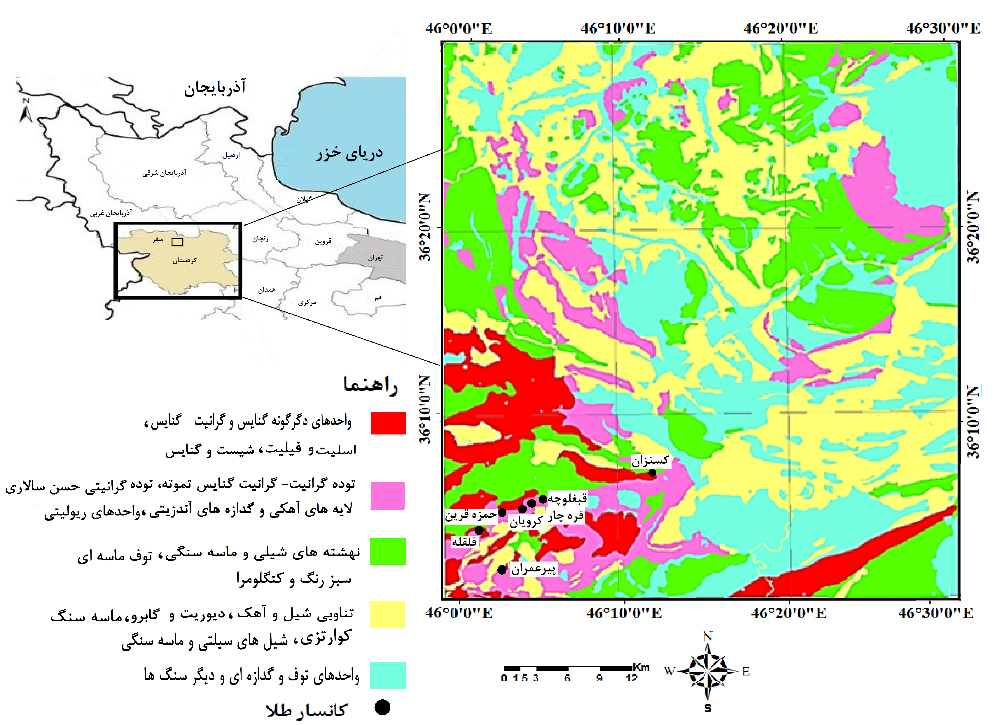 آذربایجان
N
دریای خزر
اردبیل
آذربایجان شرقی
گیلان
آذربایجان غربی
سقز
زنجان
قزوین
کردستان
تهران
همدان
مرکزی
قم
46°0'0"E 46°10'0"E 46°20'0"E 46°30'0"E
36°20'0"N
36°20'0"N
36°10'0"N
36°10'0"N
کسنزان
قبغلوچه
قره چار
کرویان
حمزه قرین
قلقله
پیرعمران
46°0'0"E 46°10'0"E 46°20'0"E 46°30'0"E
راهنما
واحدهای دگرگونه گنایس و گرانیت - گنایس،
اسلیت و فیلیت، شیست و گنایس
توده گرانیت- گرانیت گنایس تموته، توده گرانیتی حسن سالاری
لایه های آهکی و گدازه های آندزیتی، واحدهای ریولیتی
نهشته های شیلی و ماسه سنگی، توف ماسه ای
سبز رنگ و کنگلومرا
تناوبی شیل و آهک، دیوریت و گابرو، ماسه سنگ
کوارتزی، شیل های سیلتی و ماسه سنگی
واحدهای توف و گدازه ای و دیگر سنگ ها
کانسار طلا
Km
0 1.5 3 6 9 12
N
W E
S